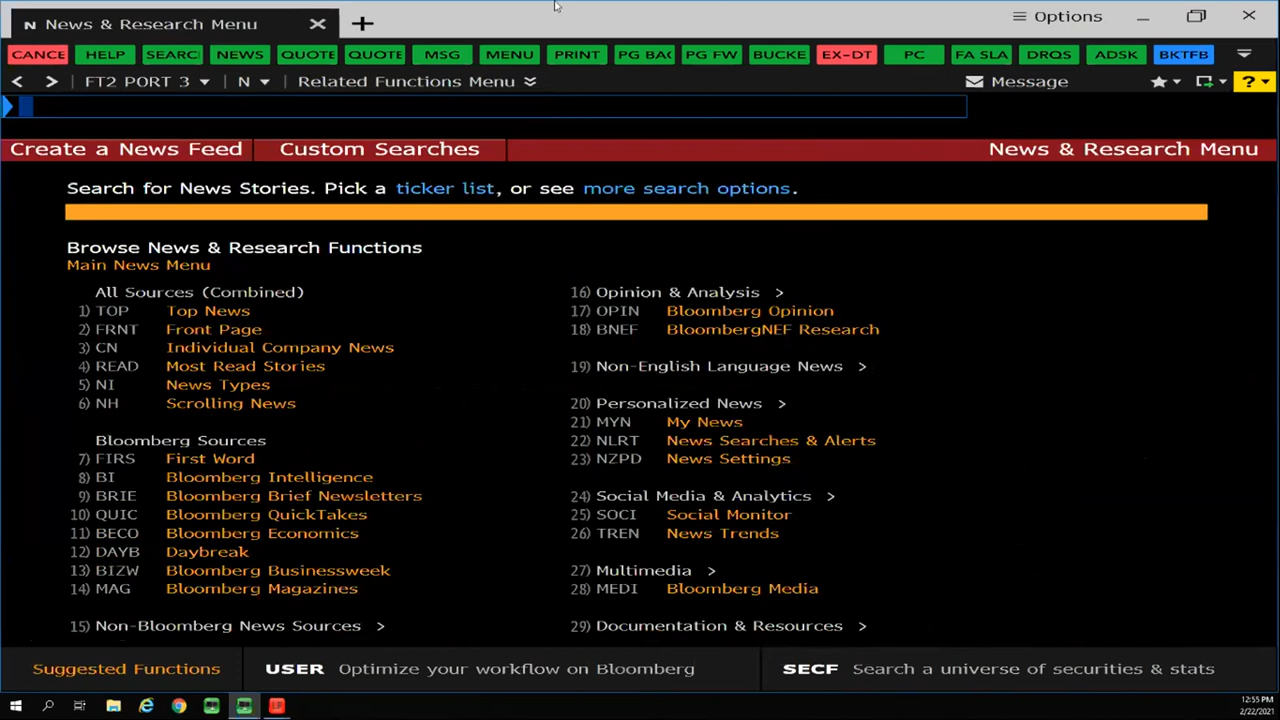 N News & Research Menu
Options
CANCE HELP SEARC NEWS QUOTE QUOTE MSG MENU PRINT PG BAC PG FW BUCKE EX-DT PC FA SLA DRQS ADSK BKTFB
< > FT2 PORT 3 N Related Functions Menu Message ?
Create a News Feed Custom Searches News & Research Menu
Search for News Stories. Pick a ticker list, or see more search options.
Browse News & Research Functions
Main News Menu
All Sources (Combined)
1) TOP Top News
2) FRNT Front Page
3) CN Individual Company News
4) READ Most Read Stories
5) NI News Types
6) NH Scrolling News
Bloomberg Sources
7) FIRS First Word
8) BI Bloomberg Intelligence
9) BRIE Bloomberg Brief Newsletters
10) QUIC Bloomberg QuickTakes
11) BECO Bloomberg Economics
12) DAYB Daybreak
13) BIZW Bloomberg Businessweek
14) MAG Bloomberg Magazines
15) Non-Bloomberg News Sources >
16) Opinion & Analysis >
17) OPIN Bloomberg Opinion
18) BNEF BloombergNEF Research
19) Non-English Language News >
20) Personalized News >
21) MYN My News
22) NLRT News Searches & Alerts
23) NZPD News Settings
24) Social Media & Analytics >
25) SOCI Social Monitor
26) TREN News Trends
27) Multimedia >
28) MEDI Bloomberg Media
29) Documentation & Resources >
Suggested Functions USER Optimize your workflow on Bloomberg SECF Search a universe of securities & stats
12:55 PM
2/22/2021